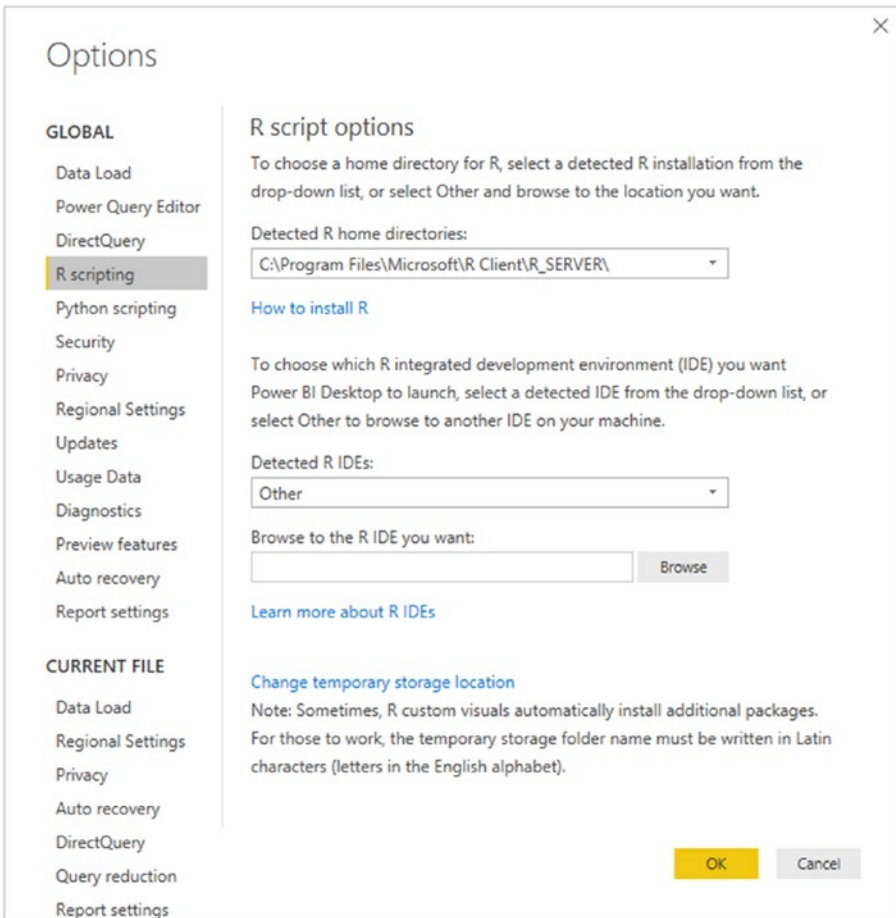 Options
GLOBAL
Data Load
Power Query Editor
DirectQuery
R scripting
Python scripting
Security
Privacy
Regional Settings
Updates
Usage Data
Diagnostics
Preview features
Auto recovery
Report settings
CURRENT FILE
Data Load
Regional Settings
Privacy
Auto recovery
DirectQuery
Query reduction
Report settings
R script options
To choose a home directory for R, select a detected R installation from the
drop-down list, or select Other and browse to the location you want.
Detected R home directories:
C:\Program Files\Microsoft\R Client\R_SERVER\
How to install R
To choose which R integrated development environment (IDE) you want
Power BI Desktop to launch, select a detected IDE from the drop-down list, or
select Other to browse to another IDE on your machine.
Detected R IDEs:
Other
Browse to the R IDE you want:
Browse
Learn more about R IDEs
Change temporary storage location
Note: Sometimes, R custom visuals automatically install additional packages.
For those to work, the temporary storage folder name must be written in Latin
characters (letters in the English alphabet).
OK
Cancel